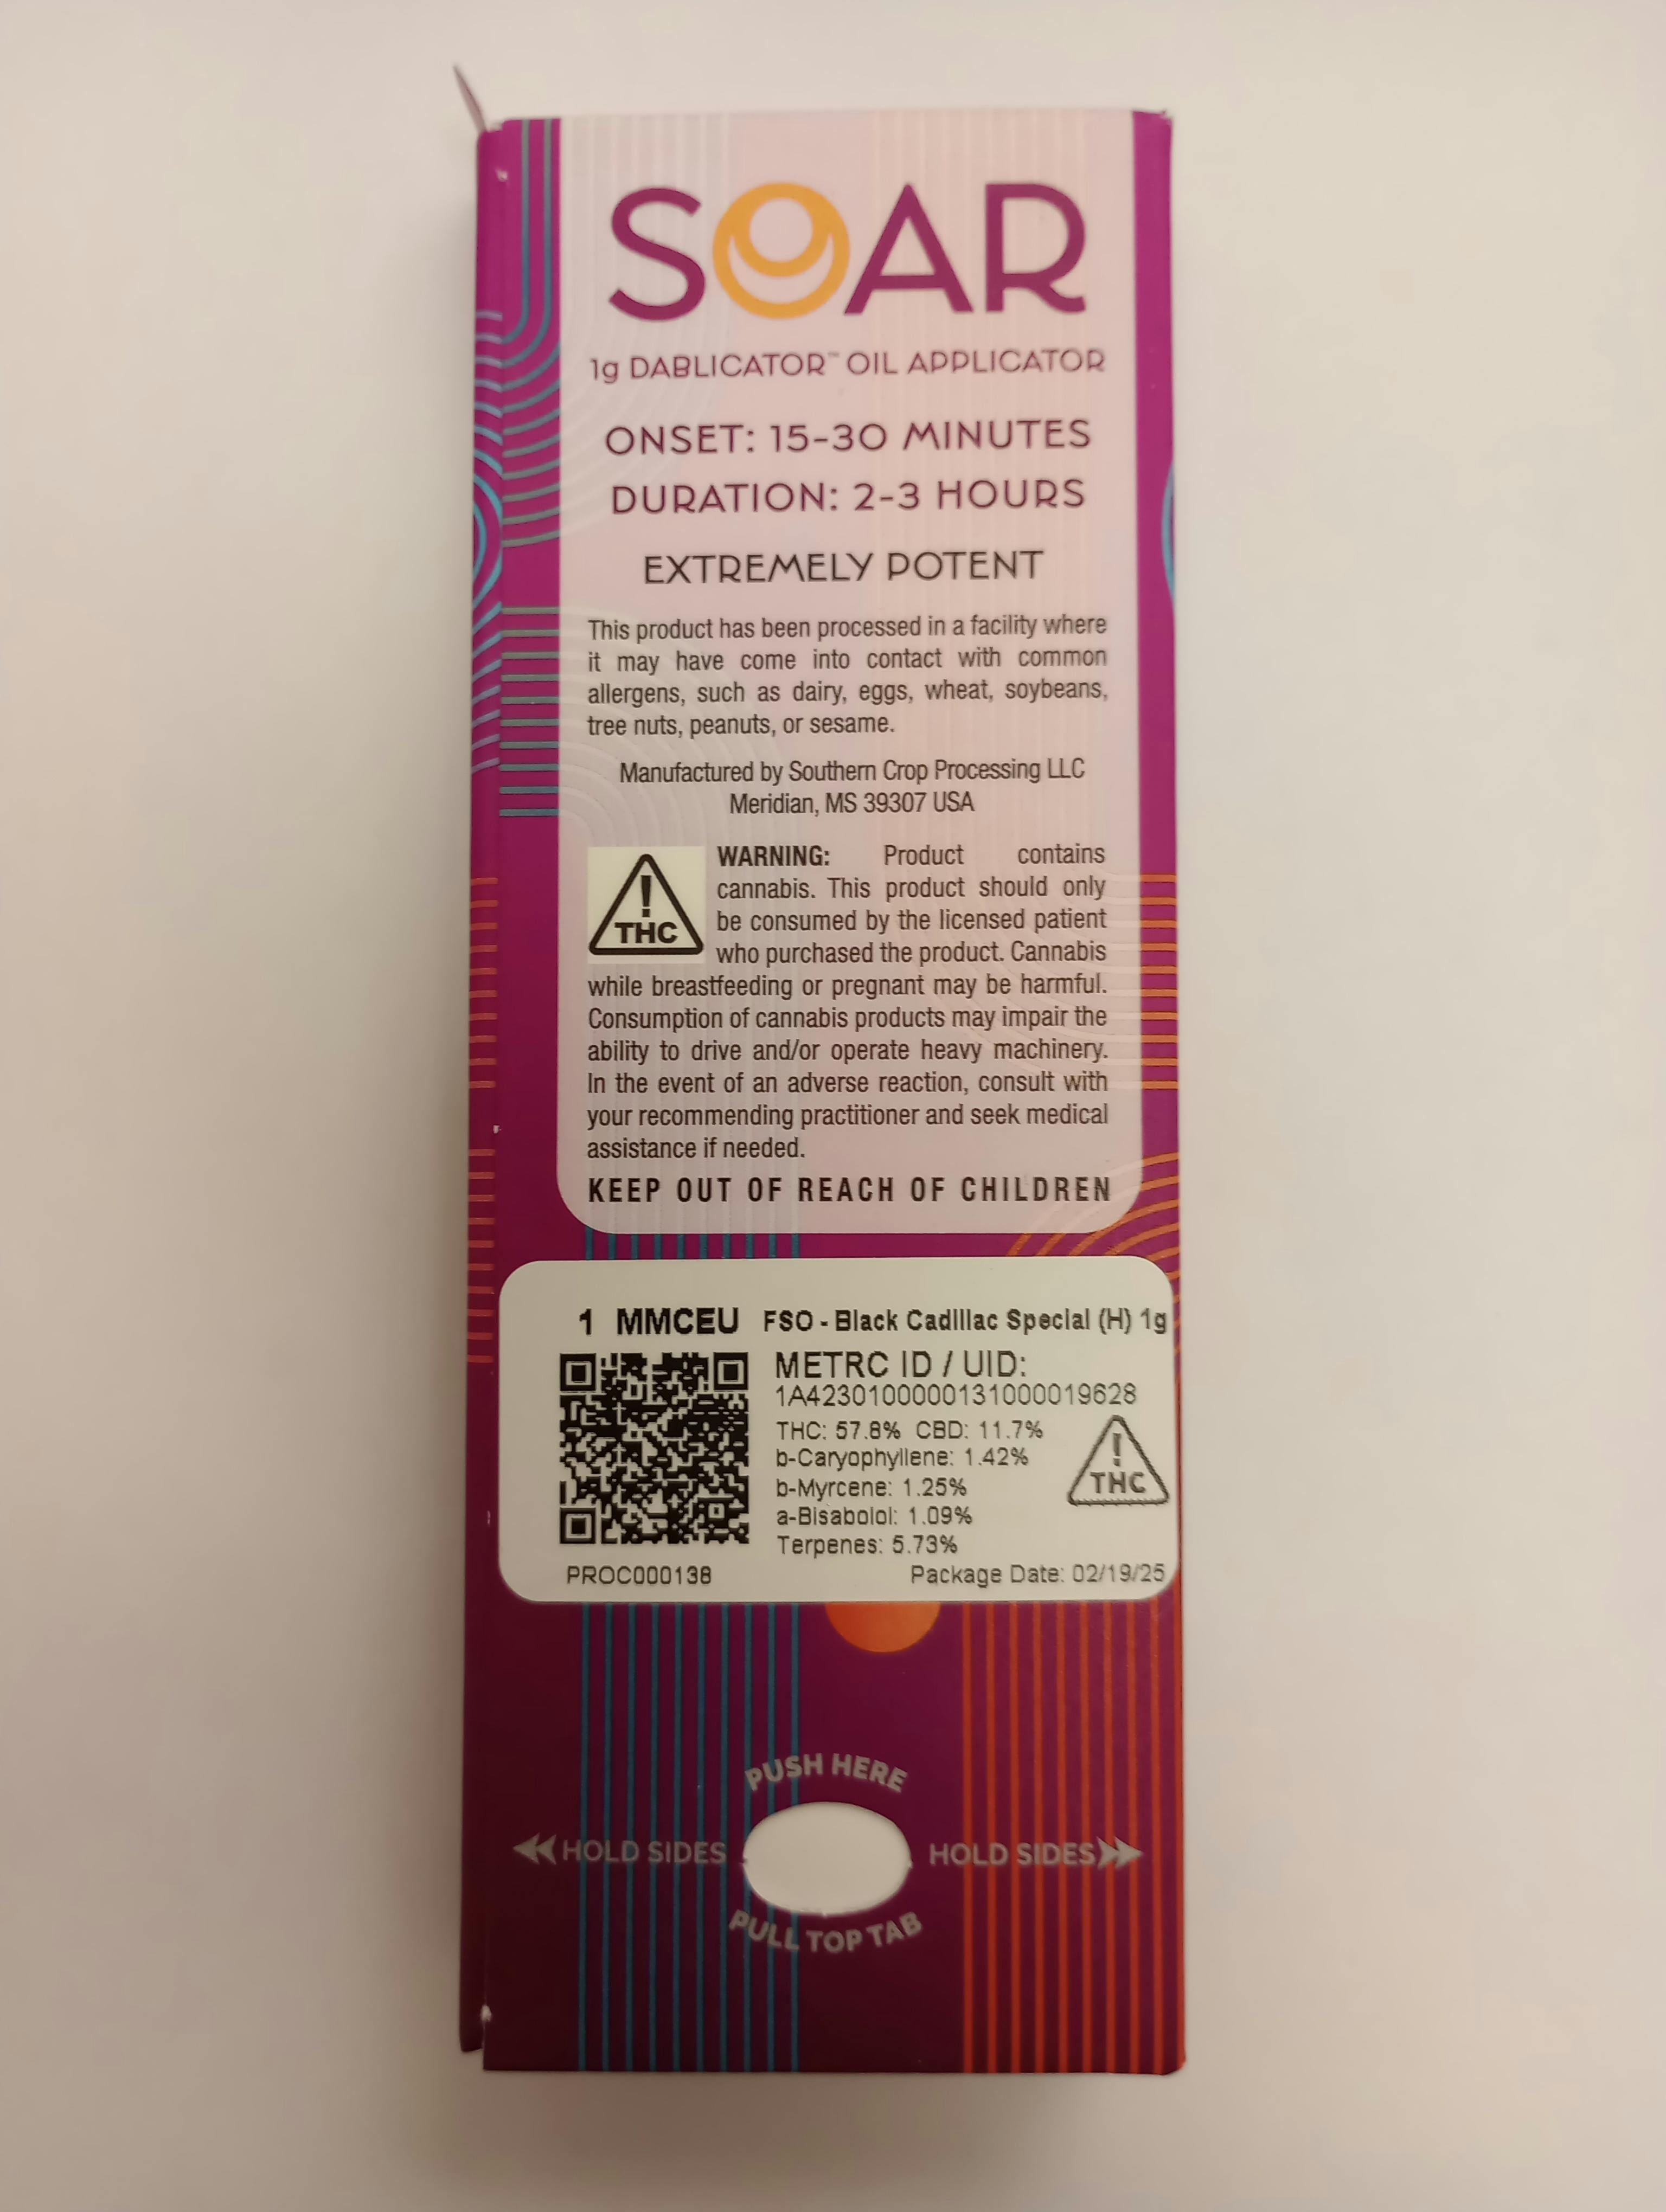 SOAR
1g DABLICATOR™ OIL APPLICATOR
ONSET: 15-30 MINUTES
DURATION: 2-3 HOURS
EXTREMELY POTENT
This product has been processed in a facility where
it may have come into contact with common
allergens, such as dairy, eggs, wheat, soybeans,
tree nuts, peanuts, or sesame.
Manufactured by Southern Crop Processing LLC
Meridian, MS 39307 USA
! THC
WARNING: Product contains
cannabis. This product should only
be consumed by the licensed patient
who purchased the product. Cannabis
while breastfeeding or pregnant may be harmful.
Consumption of cannabis products may impair the
ability to drive and/or operate heavy machinery.
In the event of an adverse reaction, consult with
your recommending practitioner and seek medical
assistance if needed.
KEEP OUT OF REACH OF CHILDREN
1 MMCEU FSO - Black Cadillac Special (H) 1g
METRC ID / UID:
1A4230100000131000019628
THC: 57.8% CBD: 11.7%
b-Caryophyllene: 1.42%
b-Myrcene: 1.25%
a-Bisabolol: 1.09%
Terpenes: 5.73%
! THC
PROC000138 Package Date: 02/19/25
PUSH HERE
HOLD SIDES HOLD SIDES
PULL TOP TAB